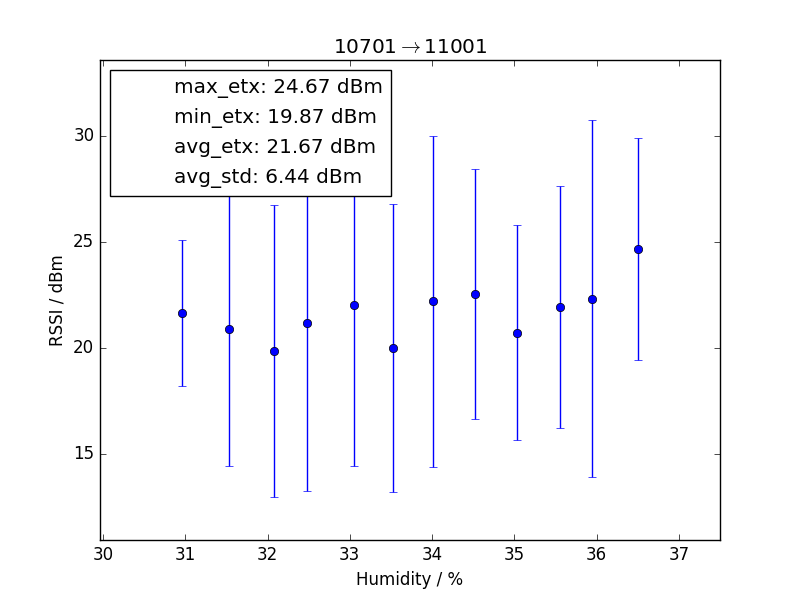 10701→11001
max_etx: 24.67 dBm
min_etx: 19.87 dBm
avg_etx: 21.67 dBm
avg_std: 6.44 dBm
30
25
20
15
RSSI / dBm
30 31 32 33 34 35 36 37
Humidity / %